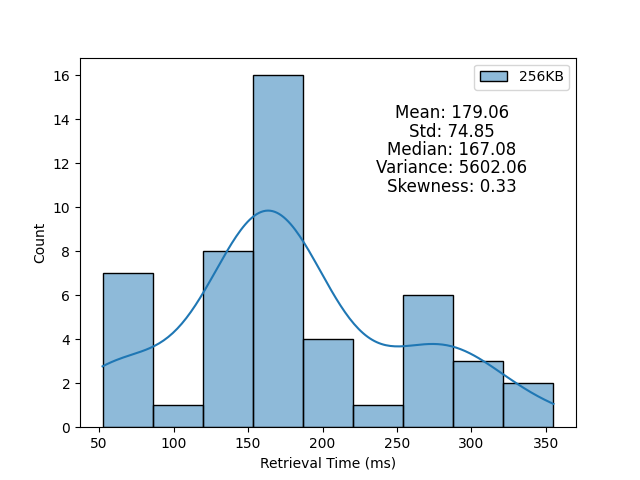 256KB
Mean: 179.06
Std: 74.85
Median: 167.08
Variance: 5602.06
Skewness: 0.33
16
14
12
10
8
6
4
2
0
Count
50 100 150 200 250 300 350
Retrieval Time (ms)